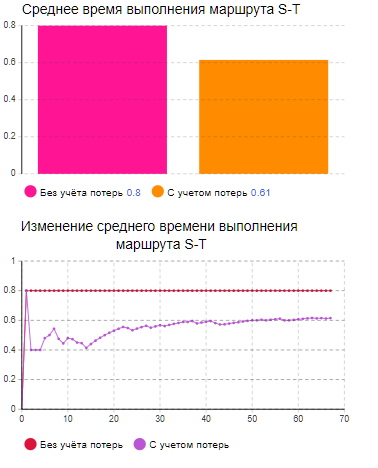 Среднее время выполнения маршрута S-T
0.8
0.6
0.4
0.2
0
Без учёта потерь 0.8 С учетом потерь 0.61
Изменение среднего времени выполнения
маршрута S-T
1
0.8
0.6
0.4
0.2
0
0 10 20 30 40 50 60 70
Без учёта потерь С учетом потерь